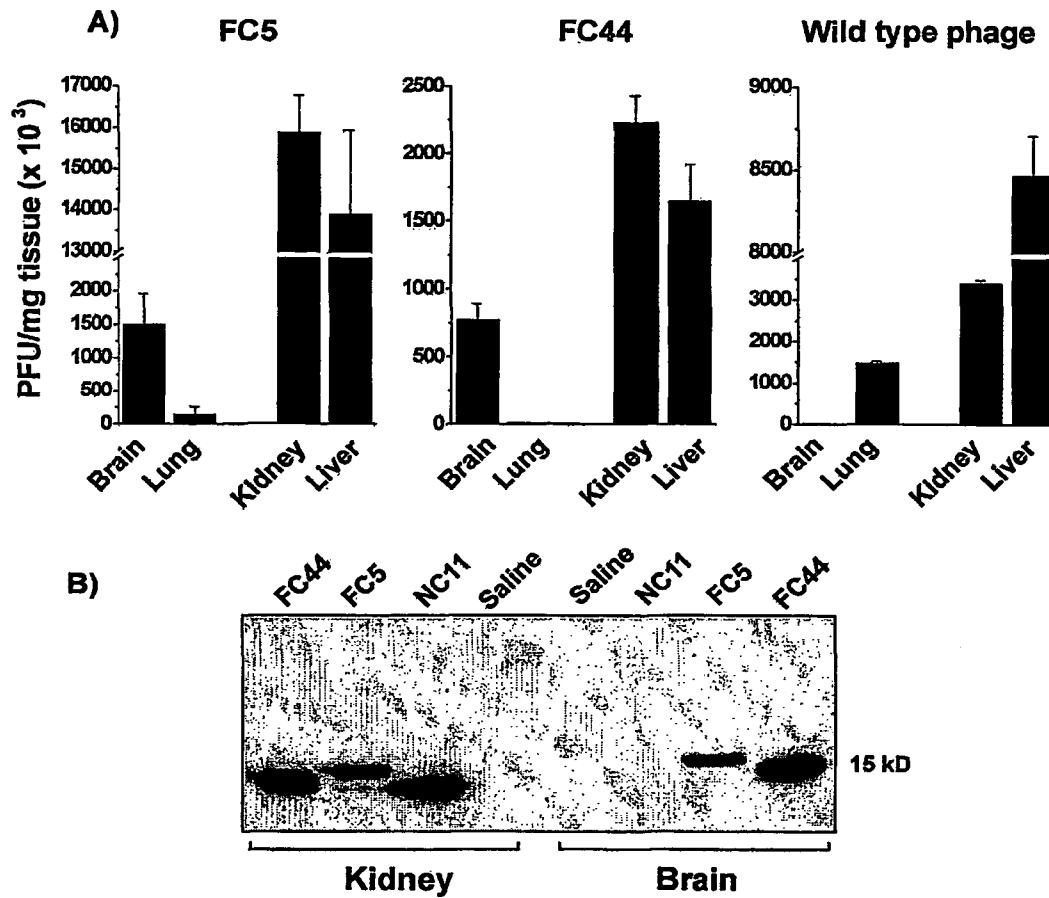 A)
FC5
FC44
Wild type phage
PFU/mg tissue (x 10³)
17000
16000
15000
14000
13000
2000
1500
1000
500
0
Brain
Lung
Kidney
Liver
2500
2000
1500
1000
500
0
Brain
Lung
Kidney
Liver
9000
8500
8000
3000
2000
1000
0
Brain
Lung
Kidney
Liver
B)
FC44
FC5
NC11
Saline
Saline
NC11
FC5
FC44
15 kD
Kidney
Brain